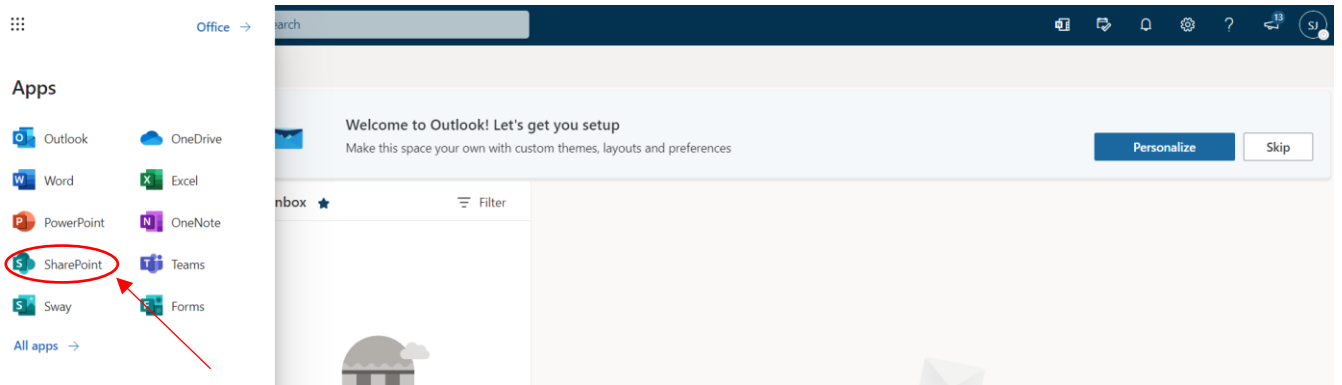 Office →
earch
13
SJ
Apps
Outlook
OneDrive
Welcome to Outlook! Let's get you setup
Make this space your own with custom themes, layouts and preferences
Personalize
Skip
Word
Excel
nbox
Filter
PowerPoint
OneNote
SharePoint
Teams
Sway
Forms
All apps →